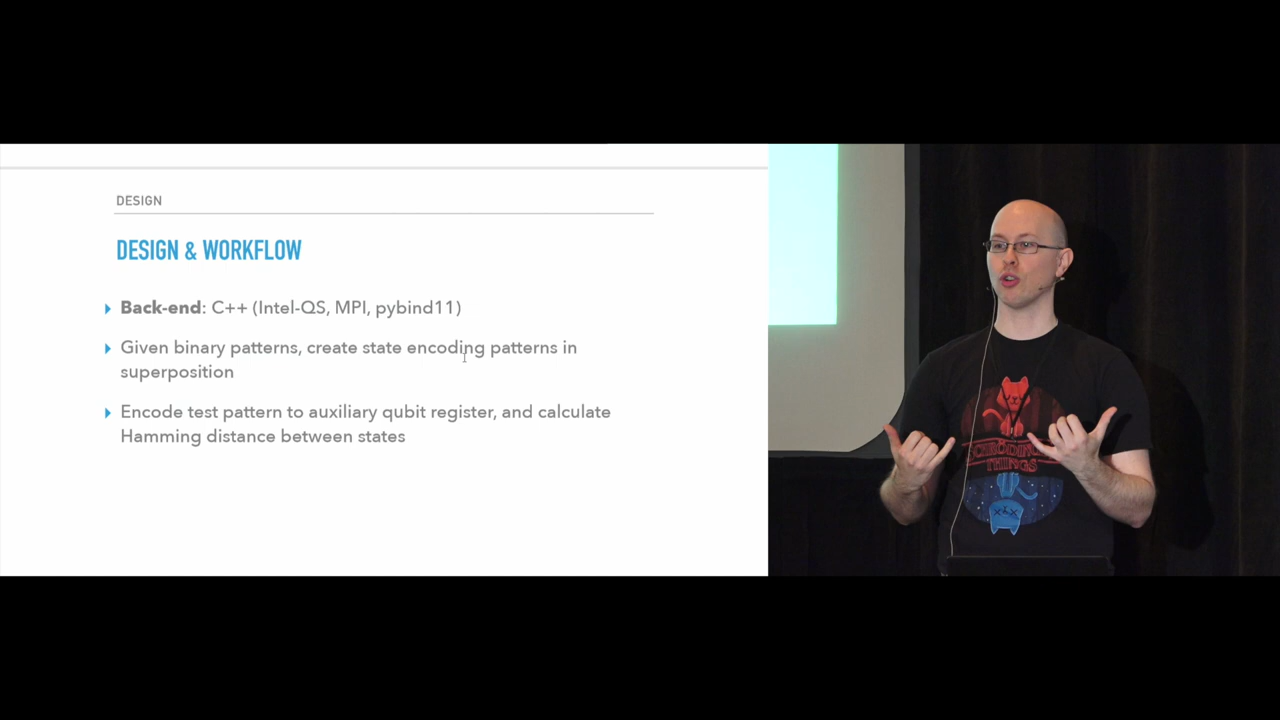 DESIGN
DESIGN & WORKFLOW
Back-end: C++ (Intel-QS, MPI, pybind11)
Given binary patterns, create state encoding patterns in
superposition
Encode test pattern to auxiliary qubit register, and calculate
Hamming distance between states
THINGS